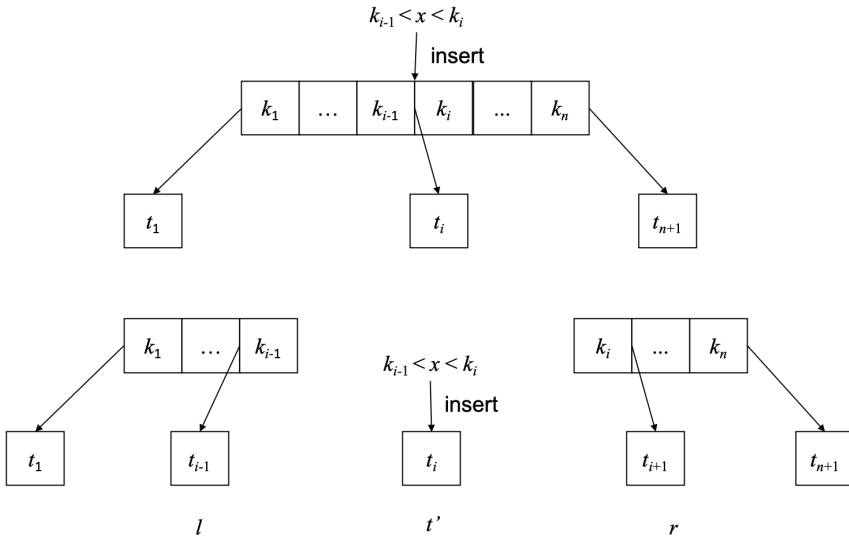 k_{i-1} < x < k_i
insert
k_1 … k_{i-1} k_i ... k_n
t_1 t_i t_{n+1}
k_1 … k_{i-1} k_i ... k_n
k_{i-1} < x < k_i
insert
t_1 t_{i-1} t_i t_{i+1} t_{n+1}
l t’ r